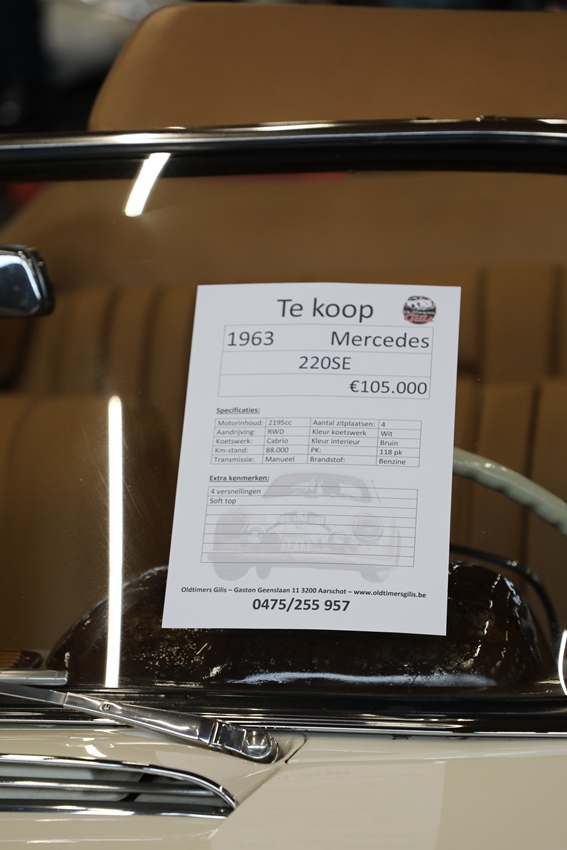 Te koop
1963 Mercedes
220SE
€105.000
Specificaties:
Motorinhoud: 2195cc Aantal zitplaatsen: 4
Aandrijving: RWD Kleur koetswerk Wit
Koetswerk: Cabrio Kleur interieur Bruin
Km-stand: 88.000 PK: 118 pk
Transmissie: Manueel Brandstof: Benzine
Extra kenmerken:
4 versnellingen
Soft top
Oldtimers Gilis – Gaston Geenslaan 11 3200 Aarschot – www.oldtimersgilis.be
0475/255 957